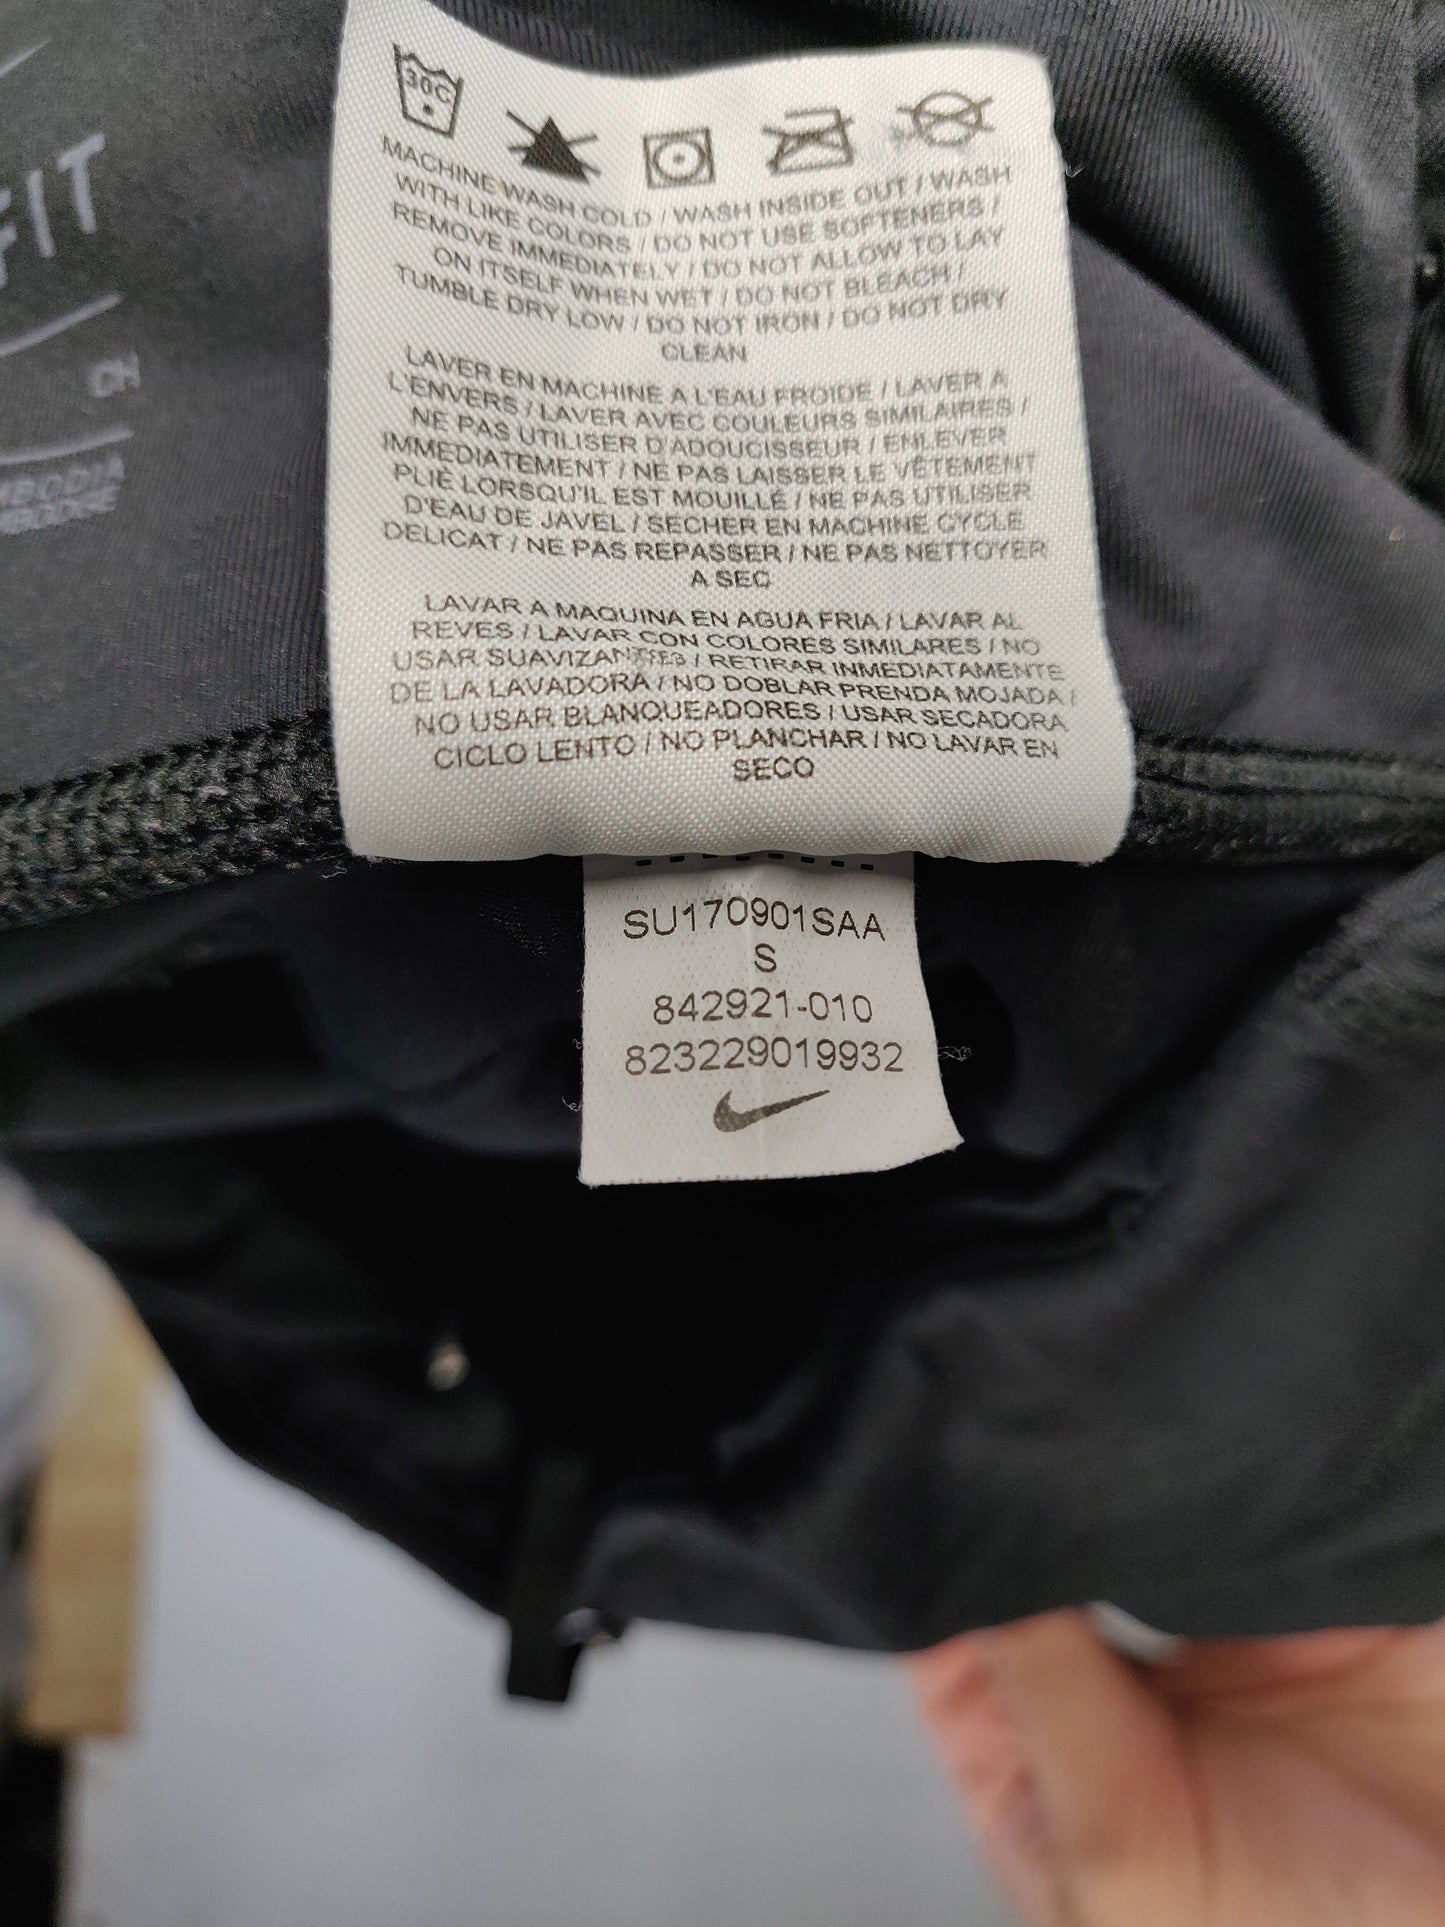 FIT
30C
MACHINE WASH COLD / WASH INSIDE OUT / WASH
WITH LIKE COLORS / DO NOT USE SOFTENERS /
REMOVE IMMEDIATELY / DO NOT ALLOW TO LAY
ON ITSELF WHEN WET / DO NOT BLEACH /
TUMBLE DRY LOW / DO NOT IRON / DO NOT DRY
CLEAN
LAVER EN MACHINE A L'EAU FROIDE / LAVER A
L'ENVERS / LAVER AVEC COULEURS SIMILAIRES /
NE PAS UTILISER D'ADOUCISSEUR / ENLEVER
IMMEDIATEMENT / NE PAS LAISSER LE VÊTEMENT
PLIÉ LORSQU'IL EST MOUILLÉ / NE PAS UTILISER
D'EAU DE JAVEL / SECHER EN MACHINE CYCLE
DELICAT / NE PAS REPASSER / NE PAS NETTOYER
A SEC
LAVAR A MAQUINA EN AGUA FRIA / LAVAR AL
REVES / LAVAR CON COLORES SIMILARES / NO
USAR SUAVIZANTES / RETIRAR INMEDIATAMENTE
DE LA LAVADORA / NO DOBLAR PRENDA MOJADA /
NO USAR BLANQUEADORES / USAR SECADORA
CICLO LENTO / NO PLANCHAR / NO LAVAR EN
SECO
SU170901SAA
S
842921-010
823229019932